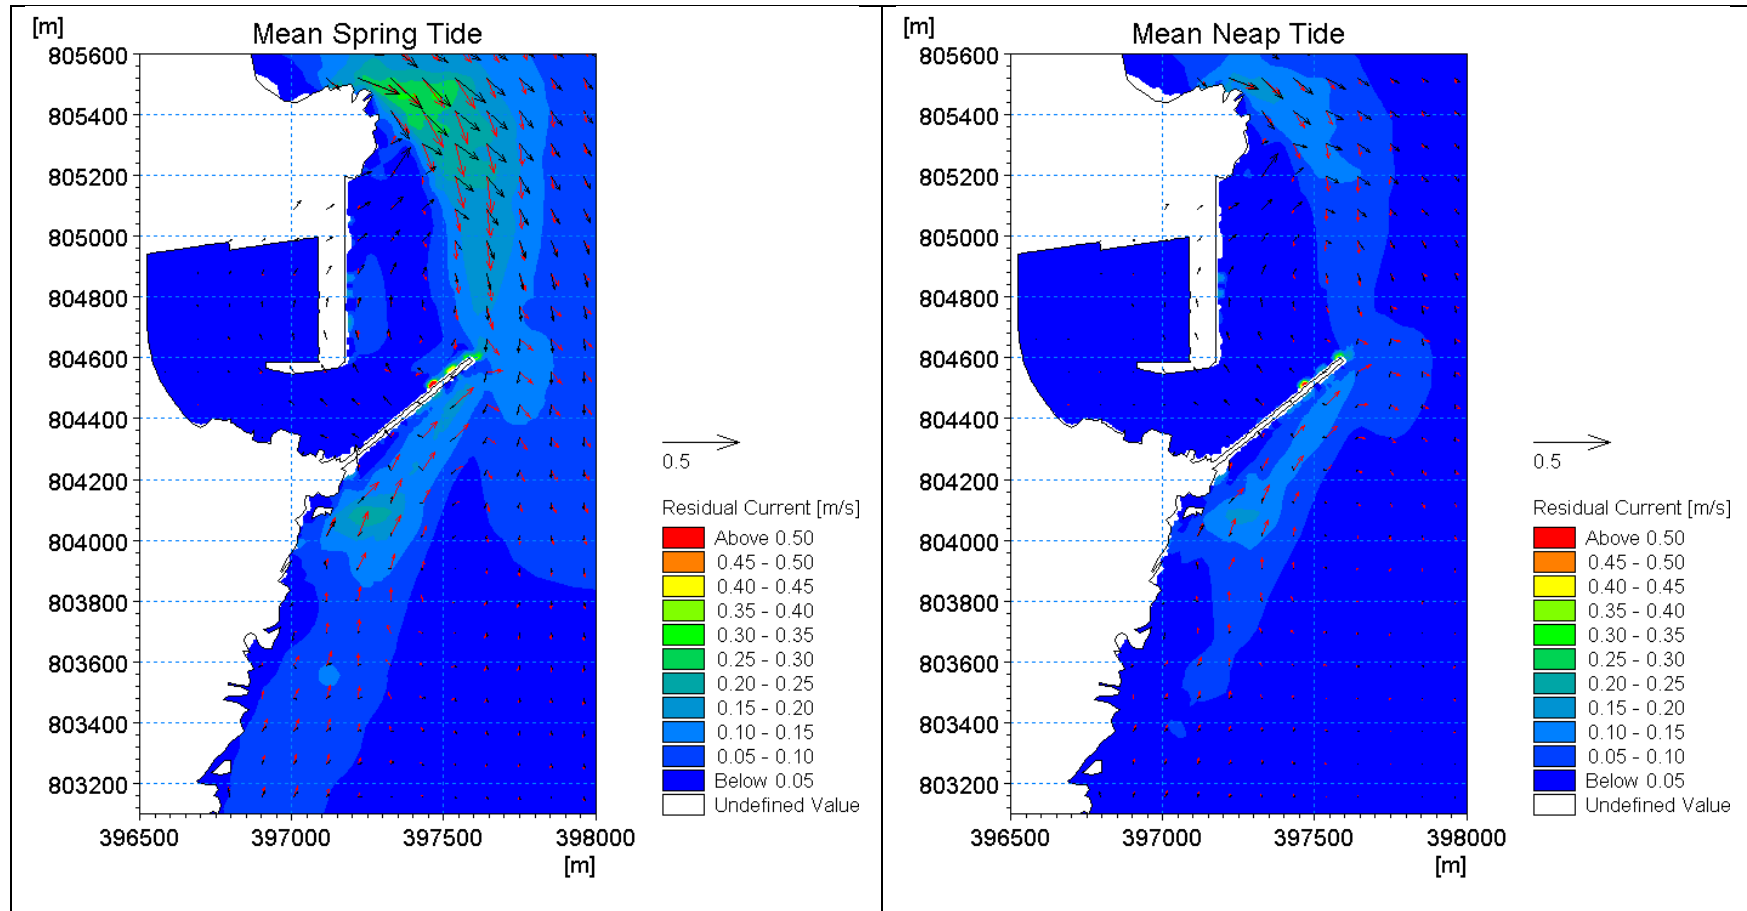 [m]
Mean Spring Tide
805600
805400
805200
805000
804800
804600
804400
804200
804000
803800
803600
803400
803200
396500 397000 397500 398000
[m]
0.5
Residual Current [m/s]
Above 0.50
0.45 - 0.50
0.40 - 0.45
0.35 - 0.40
0.30 - 0.35
0.25 - 0.30
0.20 - 0.25
0.15 - 0.20
0.10 - 0.15
0.05 - 0.10
Below 0.05
Undefined Value
[m]
Mean Neap Tide
805600
805400
805200
805000
804800
804600
804400
804200
804000
803800
803600
803400
803200
396500 397000 397500 398000
[m]
0.5
Residual Current [m/s]
Above 0.50
0.45 - 0.50
0.40 - 0.45
0.35 - 0.40
0.30 - 0.35
0.25 - 0.30
0.20 - 0.25
0.15 - 0.20
0.10 - 0.15
0.05 - 0.10
Below 0.05
Undefined Value